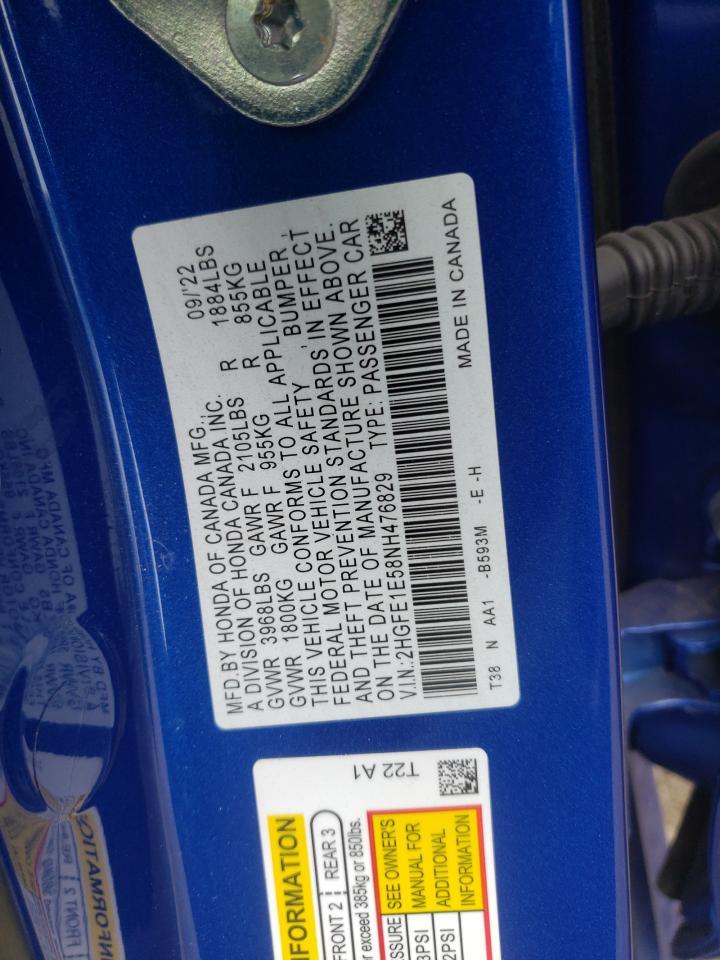 MFD.BY HONDA OF CANADA MFG., 09/'22
A DIVISION OF HONDA CANADA INC.
GVWR 3968LBS GAWR F 2105LBS R 1884LBS
GVWR 1800KG GAWR F 955KG R 855KG
THIS VEHICLE CONFORMS TO ALL APPLICABLE
FEDERAL MOTOR VEHICLE SAFETY , BUMPER ,
AND THEFT PREVENTION STANDARDS IN EFFECT
ON THE DATE OF MANUFACTURE SHOWN ABOVE.
V.I.N.:2HGFE1E58NH476829 TYPE: PASSENGER CAR
T38 N AA1 -B593M -E -H MADE IN CANADA
T22 A1
FRONT 2 REAR 3
exceed 385kg or 850lbs.
SEE OWNER'S
MANUAL FOR
ADDITIONAL
INFORMATION